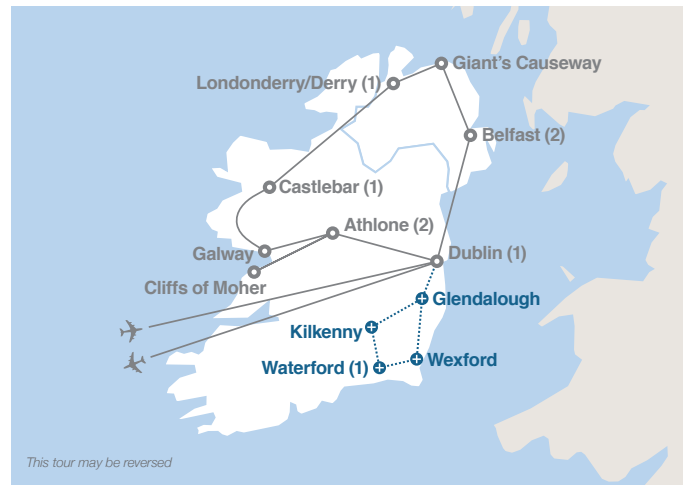 Giant's Causeway
Londonderry/Derry (1)
Belfast (2)
Castlebar (1)
Athlone (2)
Galway
Dublin (1)
Cliffs of Moher
Glendalough
Kilkenny
Wexford
Waterford (1)
This tour may be reversed